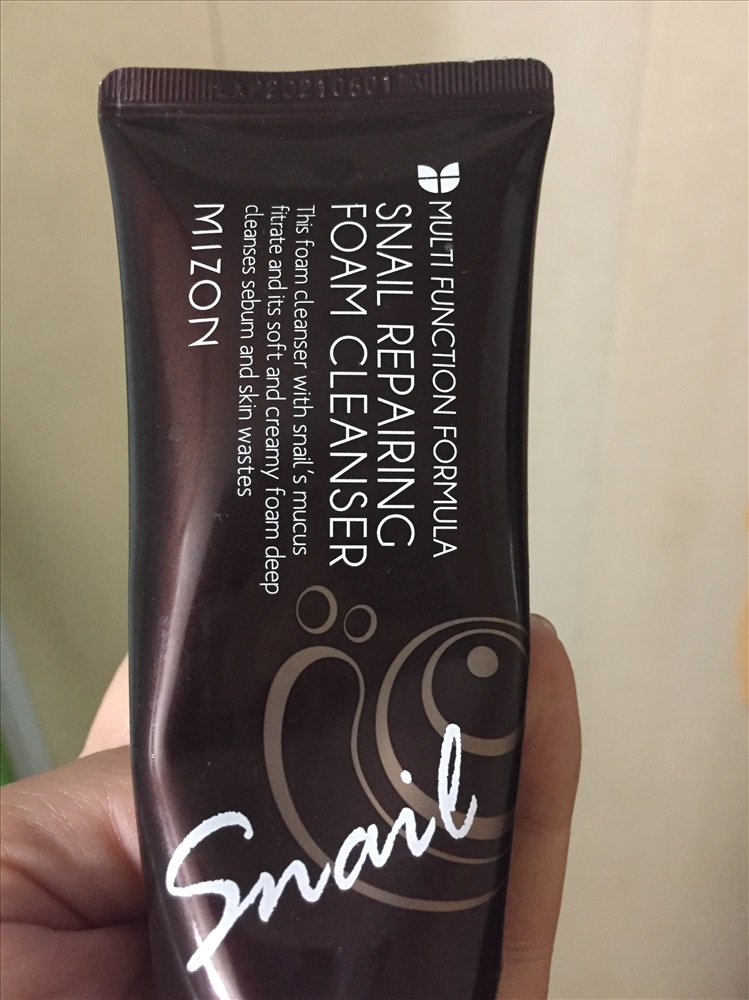 EXP20210601
MULTI FUNCTION FORMULA
SNAIL REPAIRING
FOAM CLEANSER
This foam cleanser with snail's mucus
fitrate and its soft and creamy foam deep
cleanses sebum and skin wastes
MIZON
Snail